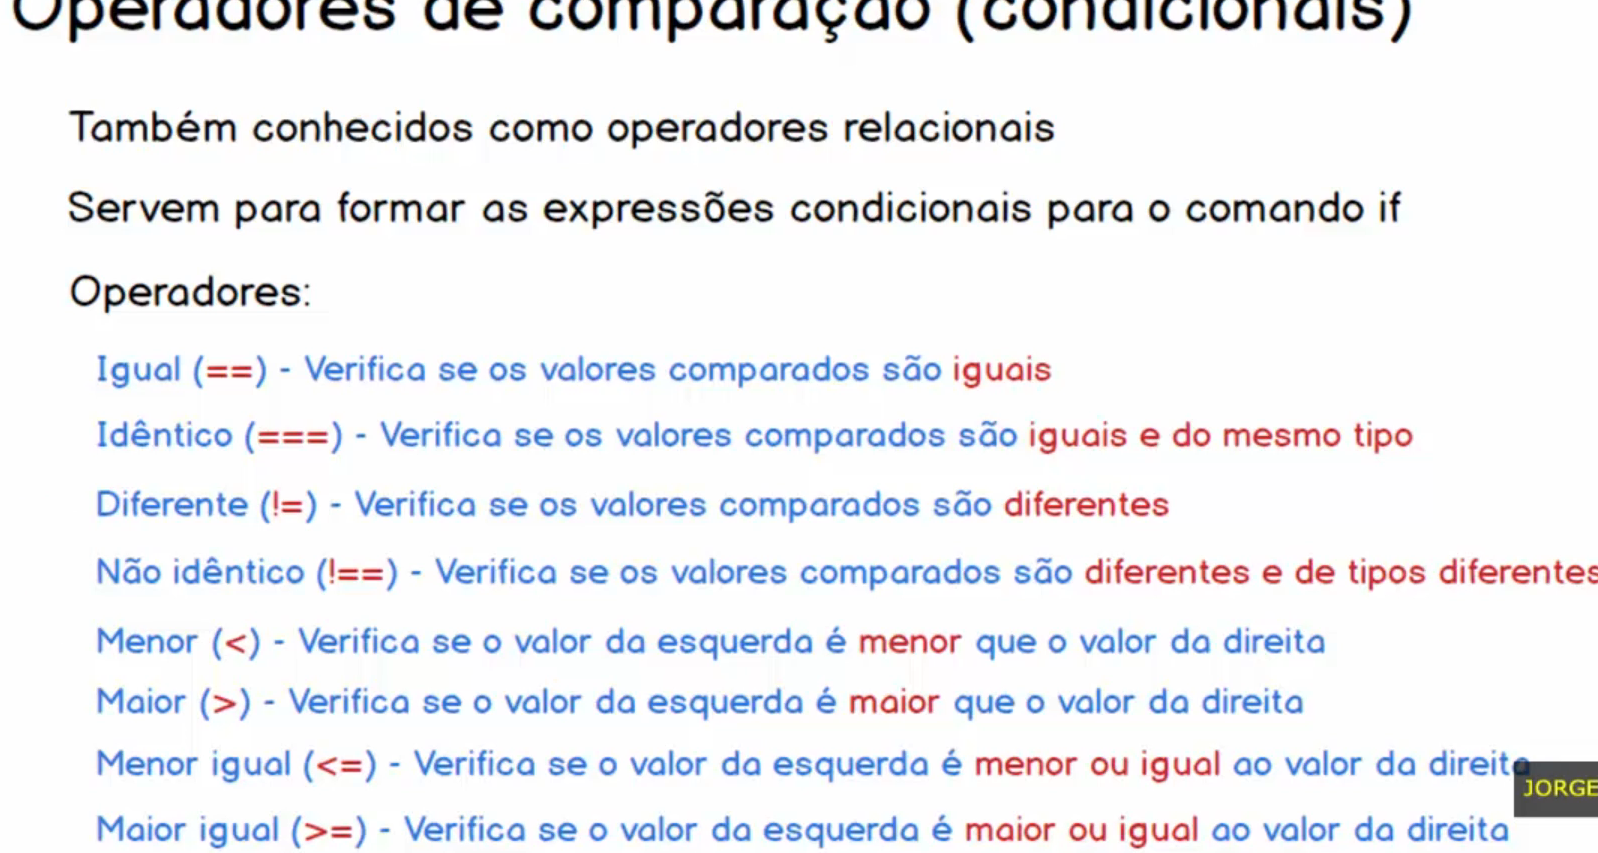 Operadores de comparação (condicionais)
Também conhecidos como operadores relacionais
Servem para formar as expressões condicionais para o comando if
Operadores:
Igual (==) - Verifica se os valores comparados são iguais
Idêntico (===) - Verifica se os valores comparados são iguais e do mesmo tipo
Diferente (!=) - Verifica se os valores comparados são diferentes
Não idêntico (!==) - Verifica se os valores comparados são diferentes e de tipos diferentes
Menor (<) - Verifica se o valor da esquerda é menor que o valor da direita
Maior (>) - Verifica se o valor da esquerda é maior que o valor da direita
Menor igual (<=) - Verifica se o valor da esquerda é menor ou igual ao valor da direita
JORGE
Maior igual (>=) - Verifica se o valor da esquerda é maior ou igual ao valor da direita